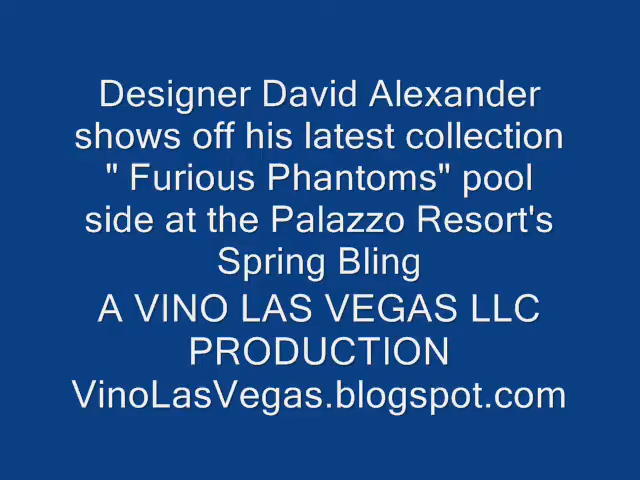 Designer David Alexander
shows off his latest collection
" Furious Phantoms" pool
side at the Palazzo Resort's
Spring Bling
A VINO LAS VEGAS LLC
PRODUCTION
VinoLasVegas.blogspot.com